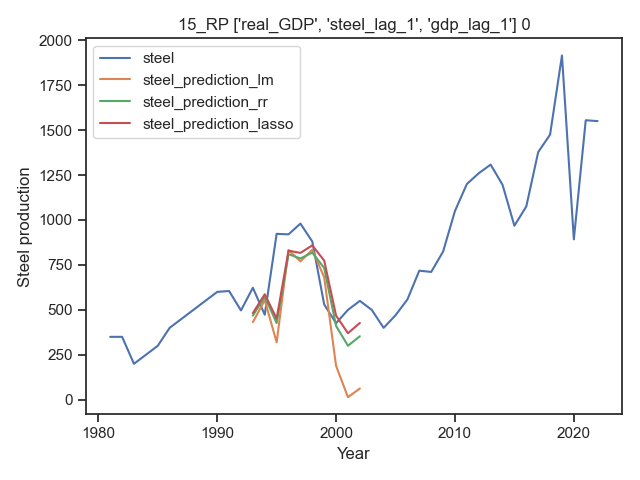 15_RP ['real_GDP', 'steel_lag_1', 'gdp_lag_1'] 0
steel
steel_prediction_lm
steel_prediction_rr
steel_prediction_lasso
Steel production
2000
1750
1500
1250
1000
750
500
250
0
1980
1990
2000
2010
2020
Year